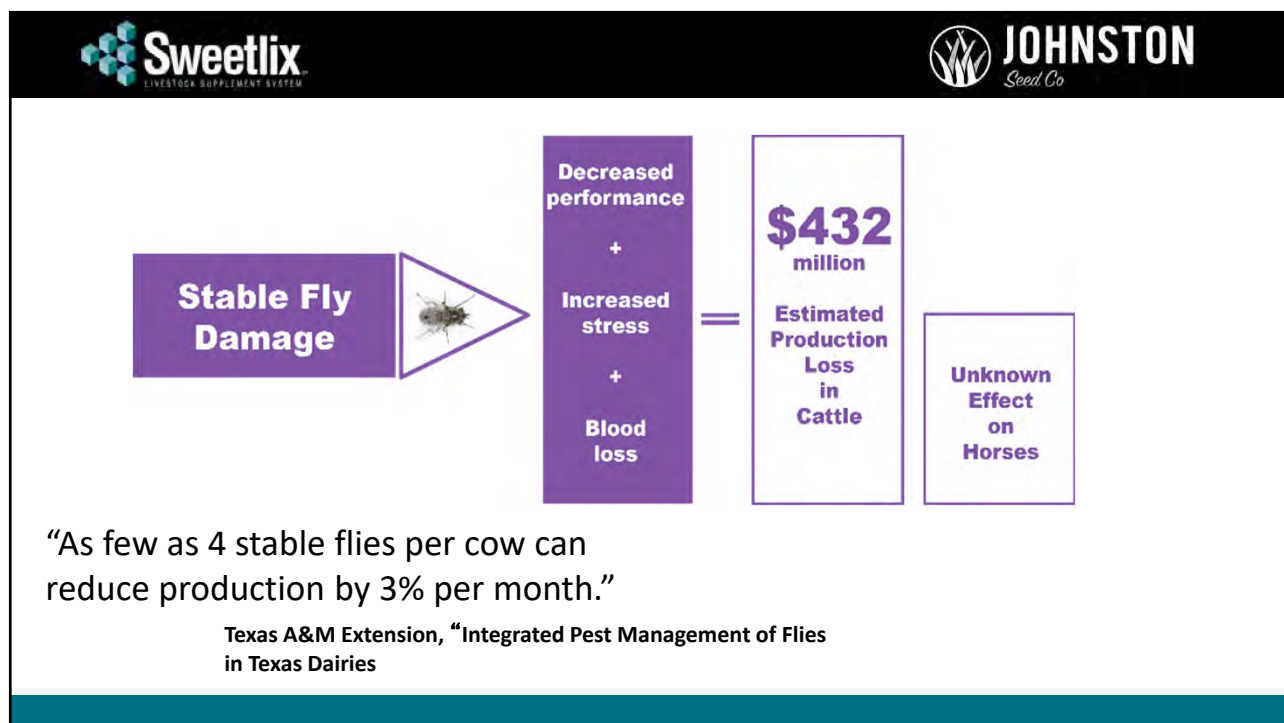 Sweetlix
LIVESTOCK SUPPLEMENT SYSTEM
JOHNSTON
Seed Co
Stable Fly
Damage
Decreased
performance
+
Increased
stress
+
Blood
loss
=
$432
million
Estimated
Production
Loss
in
Cattle
Unknown
Effect
on
Horses
“As few as 4 stable flies per cow can
reduce production by 3% per month.”
Texas A&M Extension, “Integrated Pest Management of Flies
in Texas Dairies